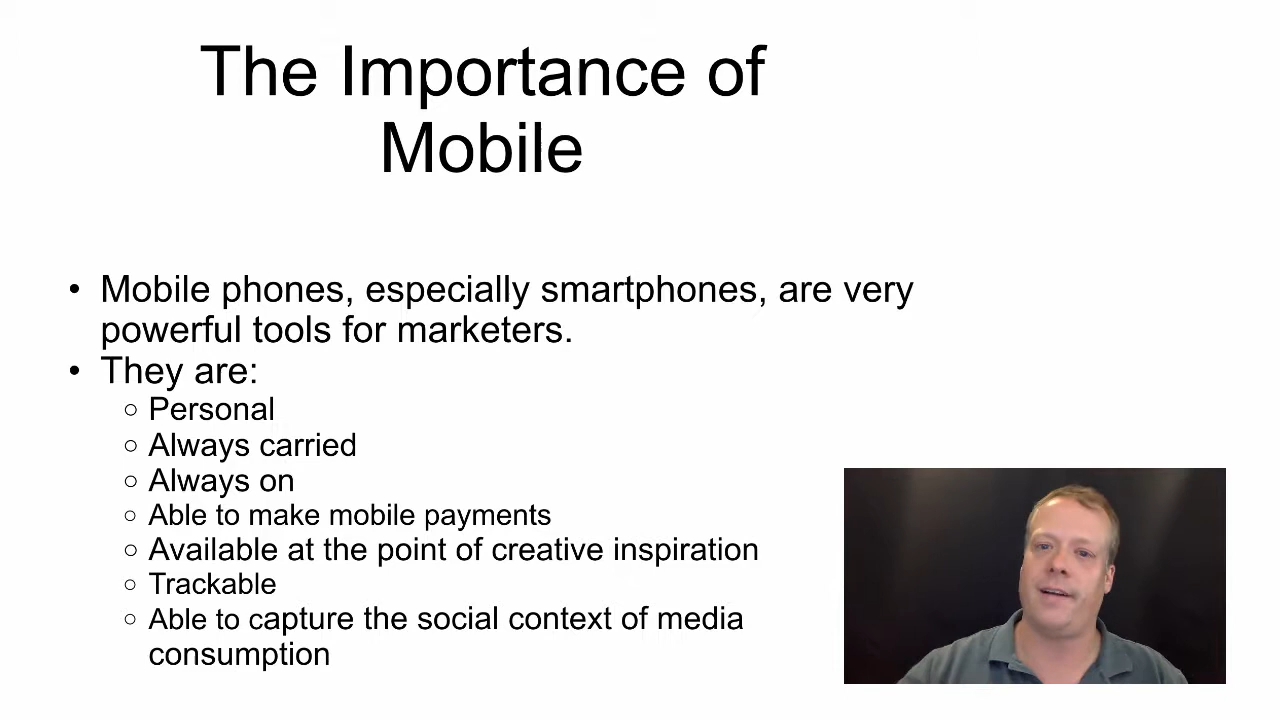 The Importance of
Mobile
• Mobile phones, especially smartphones, are very
powerful tools for marketers.
• They are:
○ Personal
○ Always carried
○ Always on
○ Able to make mobile payments
○ Available at the point of creative inspiration
○ Trackable
○ Able to capture the social context of media
consumption